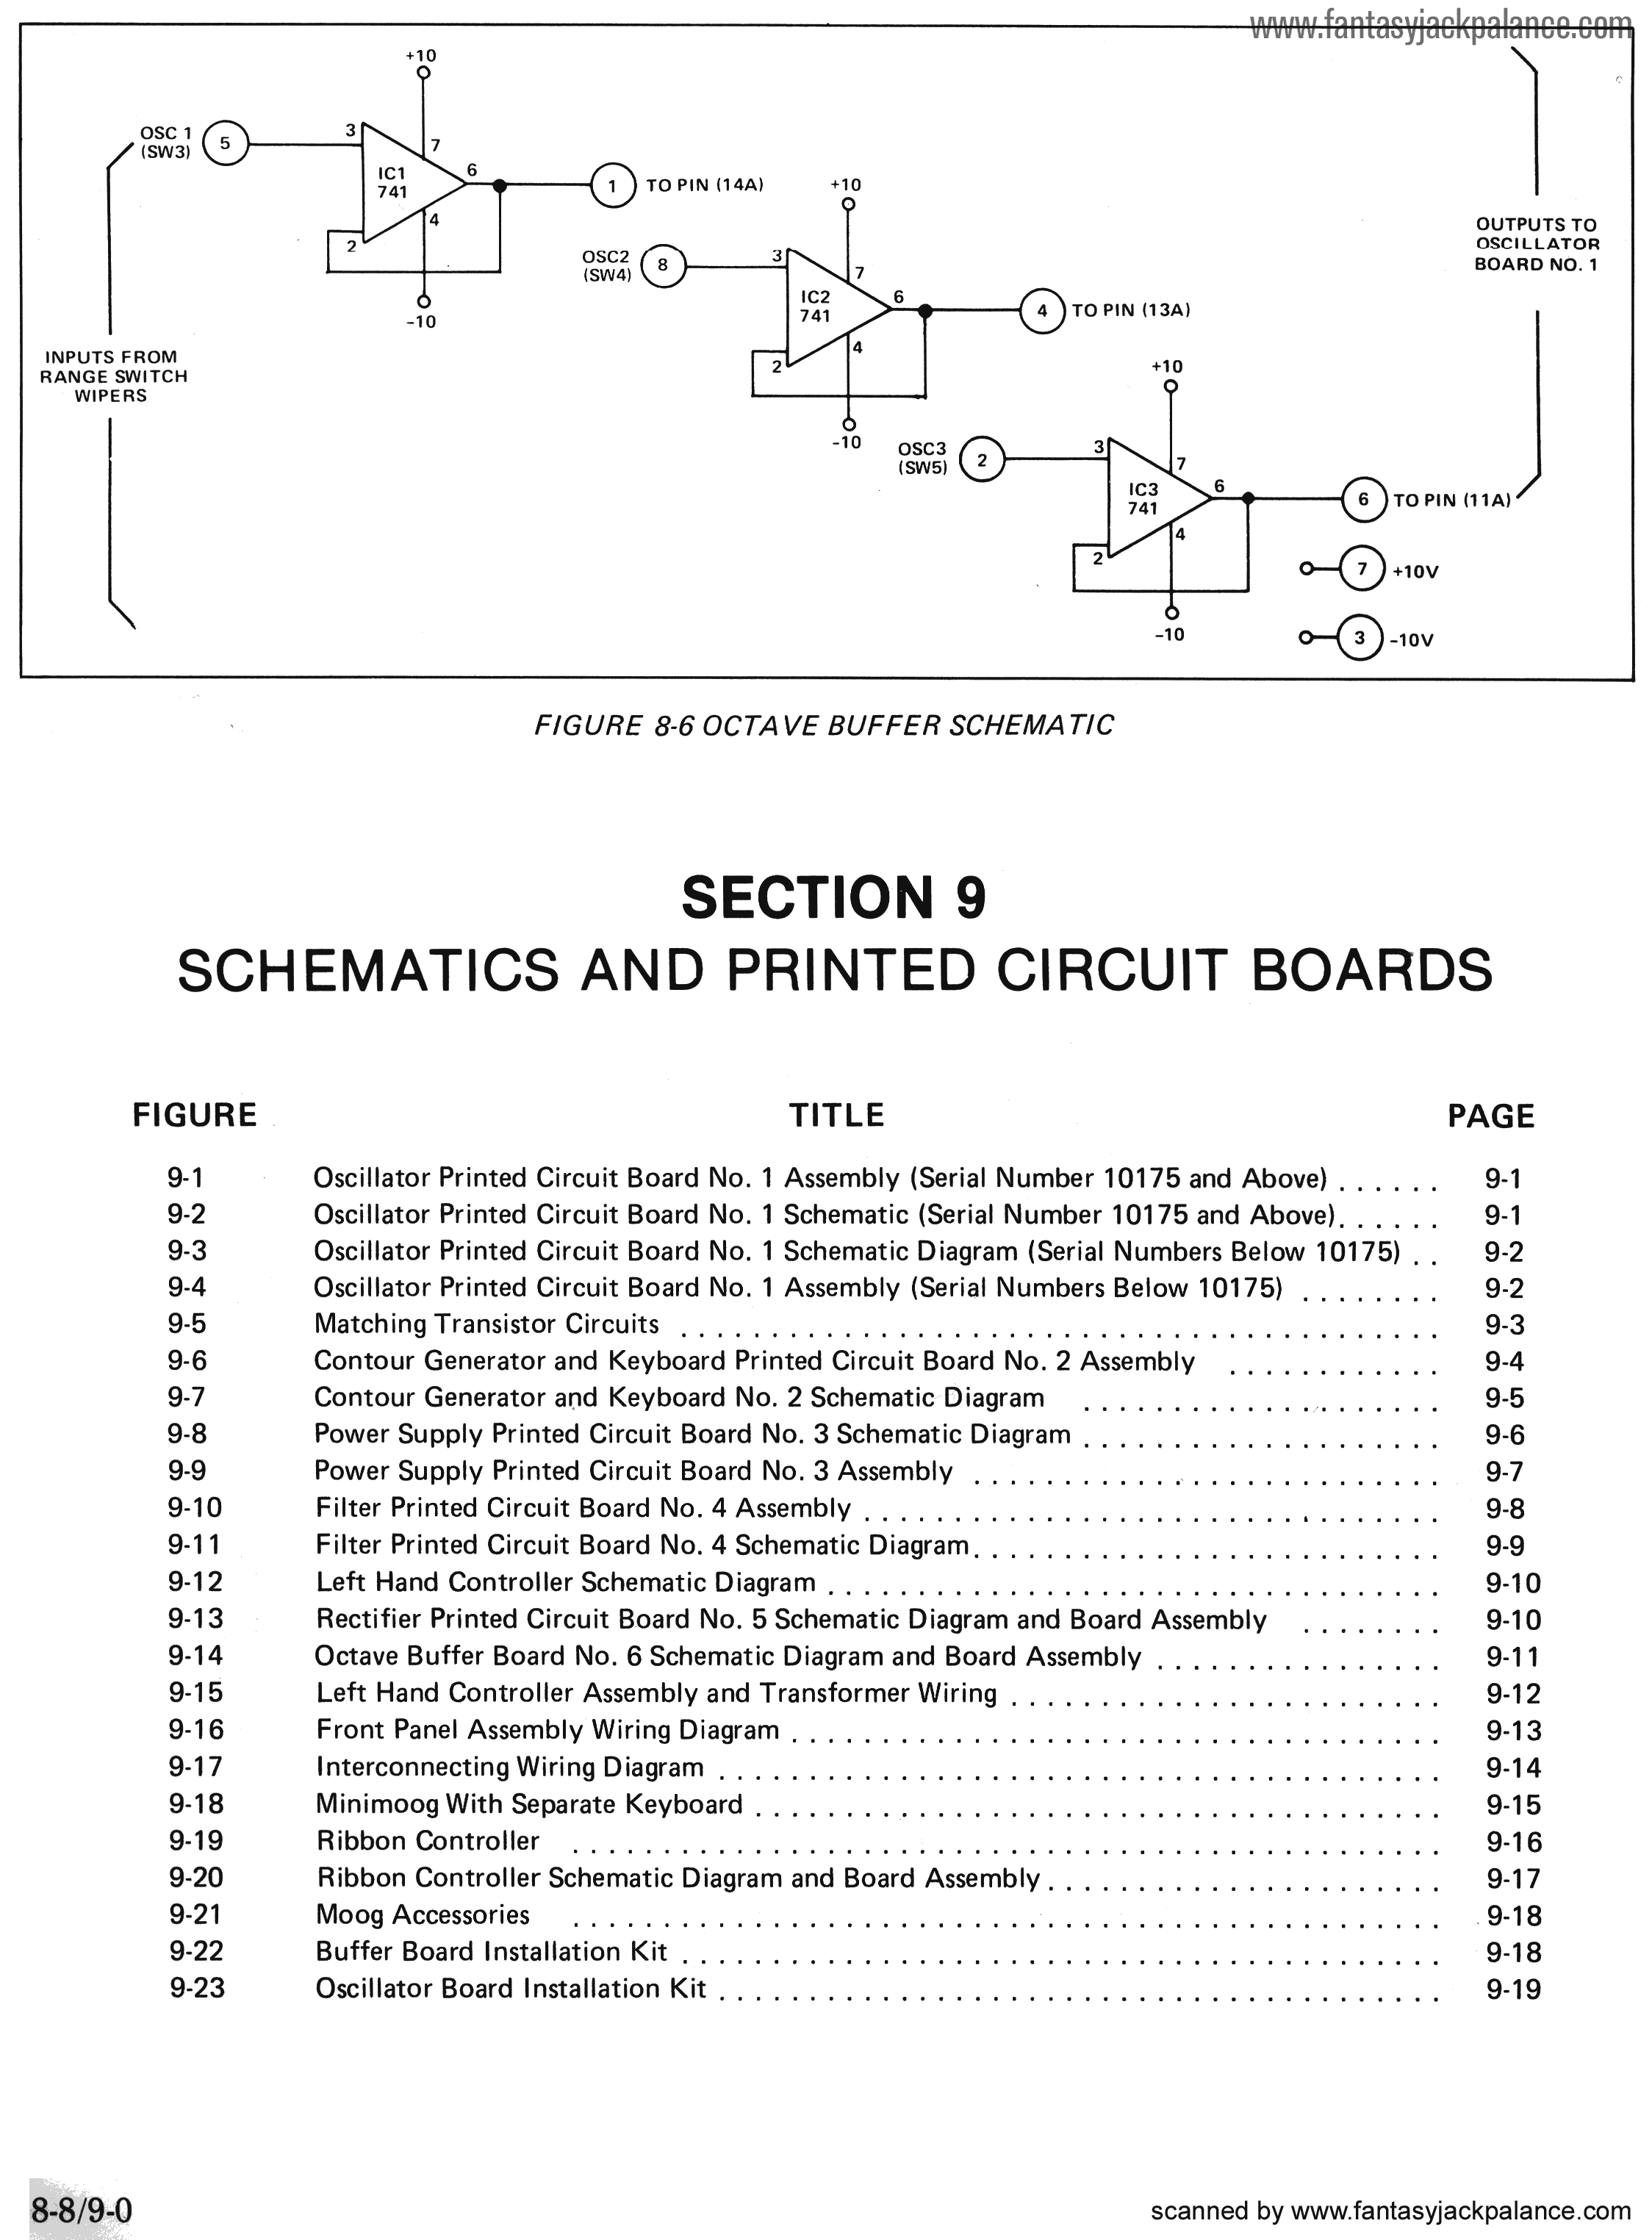 www.fantasyjackpalance.com
+10
OSC 1
(SW3)
5
3
7
IC1
741
6
4
2
1
TO PIN (14A)
-10
+10
OSC2
(SW4)
8
3
7
IC2
741
6
4
2
4
TO PIN (13A)
-10
+10
OSC3
(SW5)
2
3
7
IC3
741
6
4
2
6
TO PIN (11A)
-10
7
+10V
3
-10V
INPUTS FROM
RANGE SWITCH
WIPERS
OUTPUTS TO
OSCILLATOR
BOARD NO. 1
FIGURE 8-6 OCTAVE BUFFER SCHEMATIC
SECTION 9
SCHEMATICS AND PRINTED CIRCUIT BOARDS
FIGURE TITLE PAGE
9-1 Oscillator Printed Circuit Board No. 1 Assembly (Serial Number 10175 and Above) . . . . . . 9-1
9-2 Oscillator Printed Circuit Board No. 1 Schematic (Serial Number 10175 and Above). . . . . . 9-1
9-3 Oscillator Printed Circuit Board No. 1 Schematic Diagram (Serial Numbers Below 10175) . . 9-2
9-4 Oscillator Printed Circuit Board No. 1 Assembly (Serial Numbers Below 10175) . . . . . . . . 9-2
9-5 Matching Transistor Circuits . . . . . . . . . . . . . . . . . . . . . . . . . . . . . . . . . . . . . . . . . . 9-3
9-6 Contour Generator and Keyboard Printed Circuit Board No. 2 Assembly . . . . . . . . . . . . 9-4
9-7 Contour Generator and Keyboard No. 2 Schematic Diagram . . . . . . . . . . . . . . . . . . . . 9-5
9-8 Power Supply Printed Circuit Board No. 3 Schematic Diagram . . . . . . . . . . . . . . . . . . . . 9-6
9-9 Power Supply Printed Circuit Board No. 3 Assembly . . . . . . . . . . . . . . . . . . . . . . . . . . 9-7
9-10 Filter Printed Circuit Board No. 4 Assembly . . . . . . . . . . . . . . . . . . . . . . . . . . . . . . . . 9-8
9-11 Filter Printed Circuit Board No. 4 Schematic Diagram. . . . . . . . . . . . . . . . . . . . . . . . . . 9-9
9-12 Left Hand Controller Schematic Diagram . . . . . . . . . . . . . . . . . . . . . . . . . . . . . . . . . . 9-10
9-13 Rectifier Printed Circuit Board No. 5 Schematic Diagram and Board Assembly . . . . . . . . 9-10
9-14 Octave Buffer Board No. 6 Schematic Diagram and Board Assembly . . . . . . . . . . . . . . . . 9-11
9-15 Left Hand Controller Assembly and Transformer Wiring . . . . . . . . . . . . . . . . . . . . . . . . 9-12
9-16 Front Panel Assembly Wiring Diagram . . . . . . . . . . . . . . . . . . . . . . . . . . . . . . . . . . . . 9-13
9-17 Interconnecting Wiring Diagram . . . . . . . . . . . . . . . . . . . . . . . . . . . . . . . . . . . . . . . . 9-14
9-18 Minimoog With Separate Keyboard . . . . . . . . . . . . . . . . . . . . . . . . . . . . . . . . . . . . . . 9-15
9-19 Ribbon Controller . . . . . . . . . . . . . . . . . . . . . . . . . . . . . . . . . . . . . . . . . . . . . . . . 9-16
9-20 Ribbon Controller Schematic Diagram and Board Assembly. . . . . . . . . . . . . . . . . . . . . . 9-17
9-21 Moog Accessories . . . . . . . . . . . . . . . . . . . . . . . . . . . . . . . . . . . . . . . . . . . . . . . . 9-18
9-22 Buffer Board Installation Kit . . . . . . . . . . . . . . . . . . . . . . . . . . . . . . . . . . . . . . . . . . 9-18
9-23 Oscillator Board Installation Kit . . . . . . . . . . . . . . . . . . . . . . . . . . . . . . . . . . . . . . . . 9-19
8-8/9-0
scanned by www.fantasyjackpalance.com